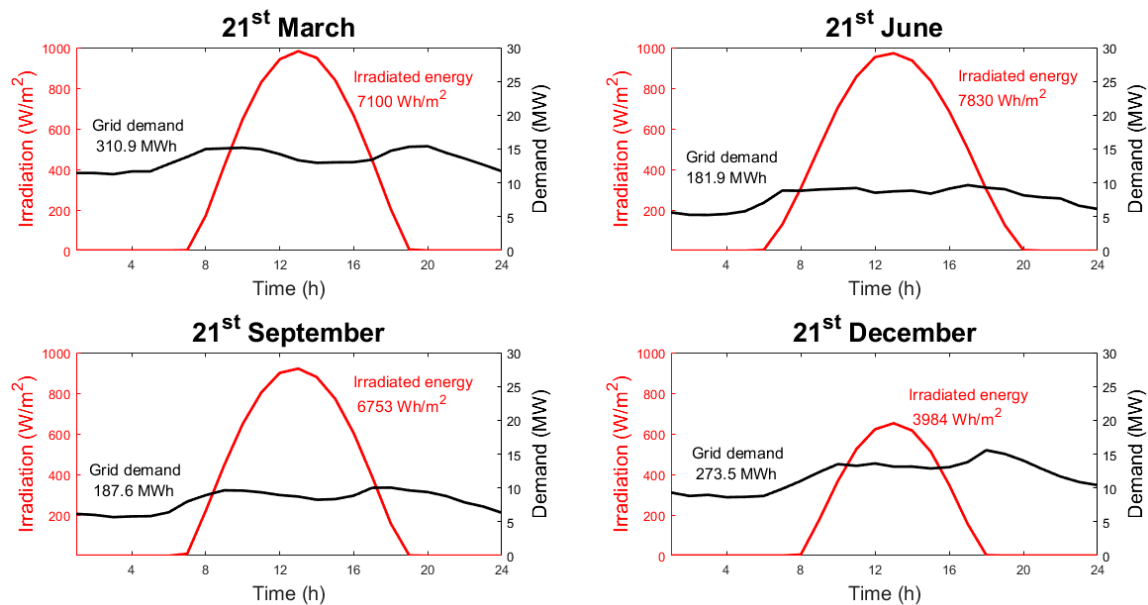 21st March
Irradiation (W/m2)
1000
800
600
400
200
0
Grid demand
310.9 MWh
Irradiated energy
7100 Wh/m2
30
25
20
15
10
5
0
Demand (MW)
4 8 12 16 20 24
Time (h)
21st June
Irradiation (W/m2)
1000
800
600
400
200
Grid demand
181.9 MWh
Irradiated energy
7830 Wh/m2
30
25
20
15
10
5
0
Demand (MW)
4 8 12 16 20 24
Time (h)
21st September
Irradiation (W/m2)
1000
800
600
400
200
Grid demand
187.6 MWh
Irradiated energy
6753 Wh/m2
30
25
20
15
10
5
0
Demand (MW)
4 8 12 16 20 24
Time (h)
21st December
Irradiation (W/m2)
1000
800
600
400
200
Grid demand
273.5 MWh
Irradiated energy
3984 Wh/m2
30
25
20
15
10
5
0
Demand (MW)
4 8 12 16 20 24
Time (h)